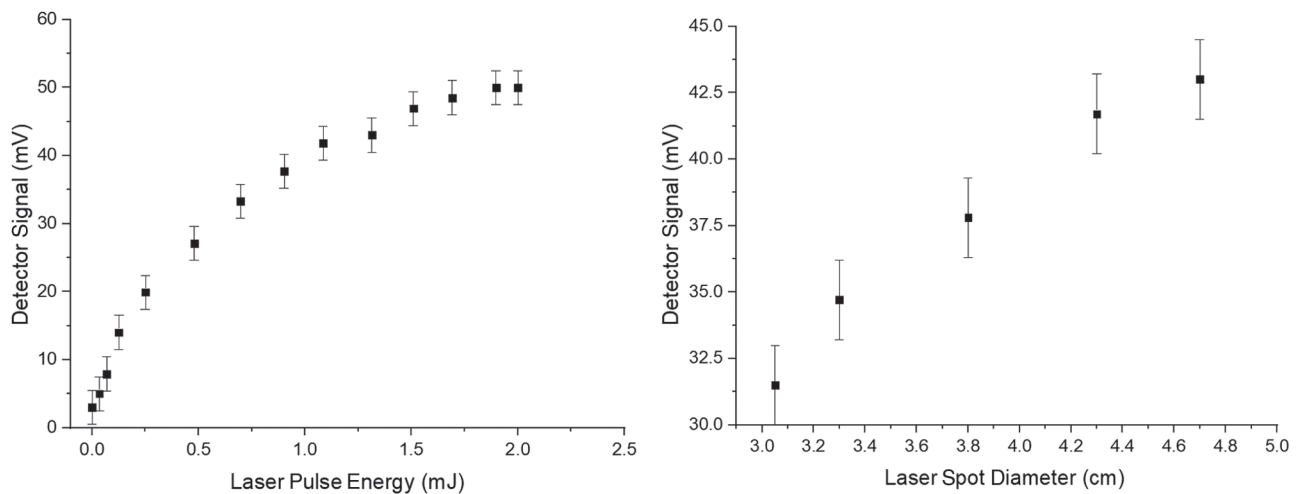 60
50
40
30
20
10
0
Detector Signal (mV)
0.0 0.5 1.0 1.5 2.0 2.5
Laser Pulse Energy (mJ)
45.0
42.5
40.0
37.5
35.0
32.5
30.0
Detector Signal (mV)
3.0 3.2 3.4 3.6 3.8 4.0 4.2 4.4 4.6 4.8 5.0
Laser Spot Diameter (cm)